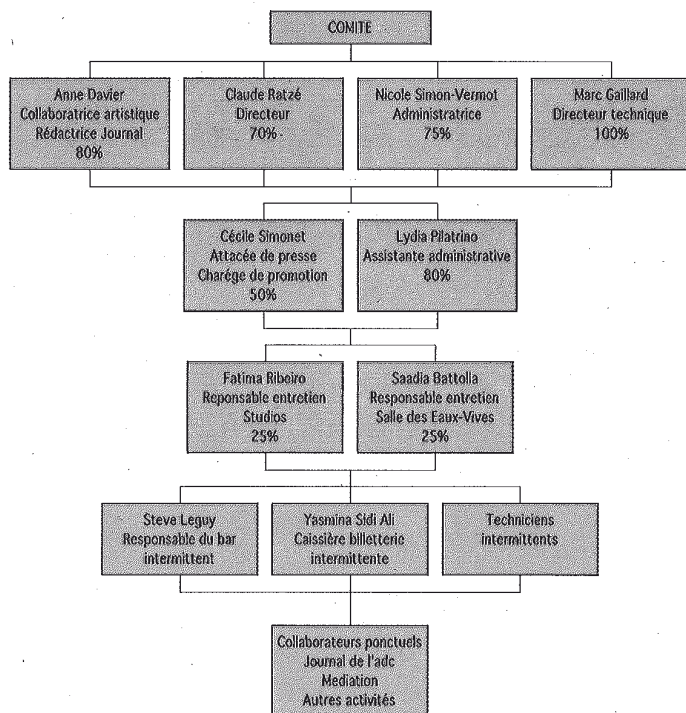 COMITE
Anne Davier
Collaboratrice artistique
Rédactrice Journal
80%
Claude Ratzé
Directeur
70%
Nicole Simon-Vermot
Administratrice
75%
Marc Gaillard
Directeur technique
100%
Cécile Simonet
Attacée de presse
Charége de promotion
50%
Lydia Pilatrino
Assistante administrative
80%
Fatima Ribeiro
Reponsable entretien
Studios
25%
Saadia Battolla
Responsable entretien
Salle des Eaux-Vives
25%
Steve Leguy
Responsable du bar
intermittent
Yasmina Sidi Ali
Caissière billetterie
intermittente
Techniciens
intermittents
Collaborateurs ponctuels
Journal de l'adc
Mediation
Autres activités